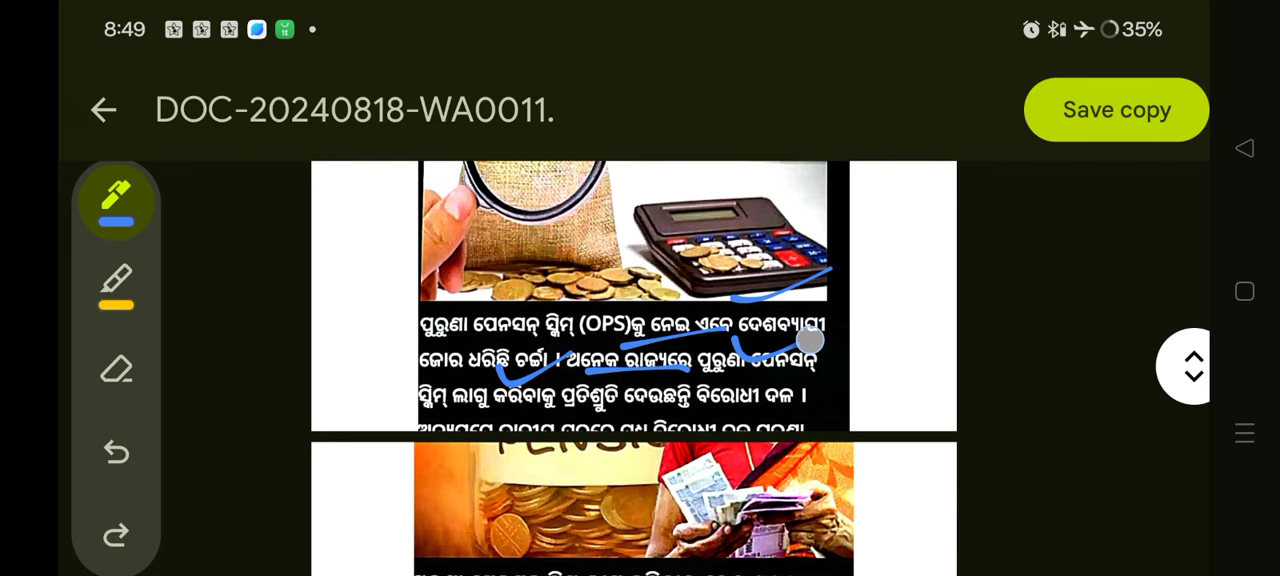 8:49
35%
DOC-20240818-WA0011.
Save copy
ପୁରୁଣା ପେନସନ୍ ସ୍କିମ୍ (OPS)କୁ ନେଇ ଏବେ ଦେଶବ୍ୟାପୀ
ଜୋର ଧରିଛି ଚର୍ଚ୍ଚା । ଅନେକ ରାଜ୍ୟରେ ପୁରୁଣା ପେନସନ୍
ସ୍କିମ୍ ଲାଗୁ କରିବାକୁ ପ୍ରତିଶ୍ରୁତି ଦେଉଛନ୍ତି ବିରୋଧୀ ଦଳ ।